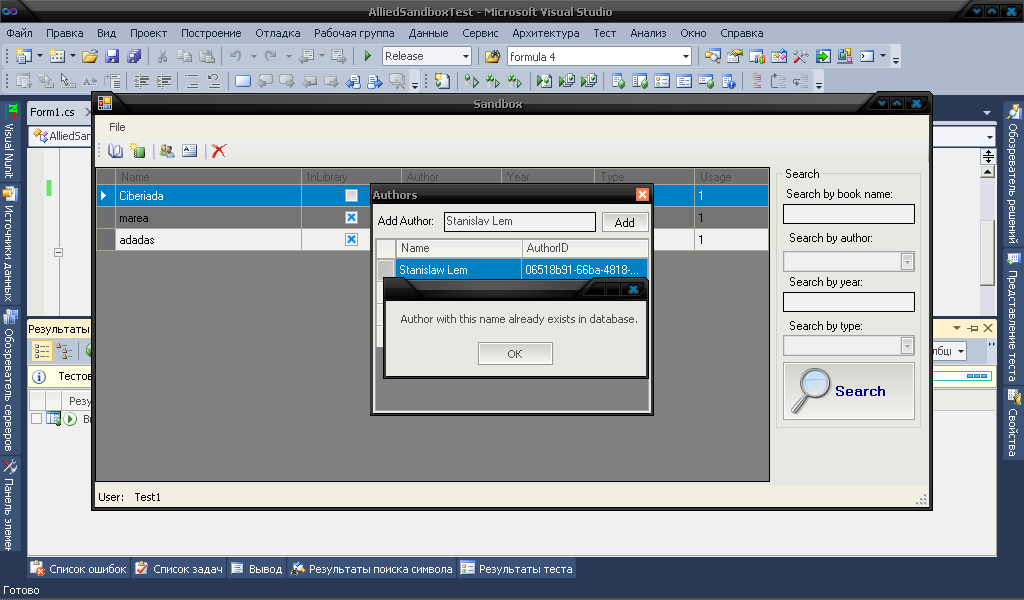 AlliedSandboxTest - Microsoft Visual Studio
Файл Правка Вид Проект Построение Отладка Рабочая группа Данные Сервис Архитектура Тест Анализ Окно Справка
Release formula 4
Form1.cs
AlliedSan
Visual Nunit
Источники данных
Обозреватель серверов
Панель элемен
Sandbox
File
Name InLibrary Author Year Type Usage
Ciberiada 1
marea 1
adadas 1
Authors
Add Author: Stanislav Lem Add
Name AuthorID
Stanislaw Lem 06518b91-66ba-4818-...
Author with this name already exists in database.
OK
Search
Search by book name:
Search by author:
Search by year:
Search by type:
Search
User: Test1
Результаты
Тестов
Резу
лбці
Обозреватель решений
Представление теста
Свойства
Список ошибок Список задач Вывод Результаты поиска символа Результаты теста
Готово